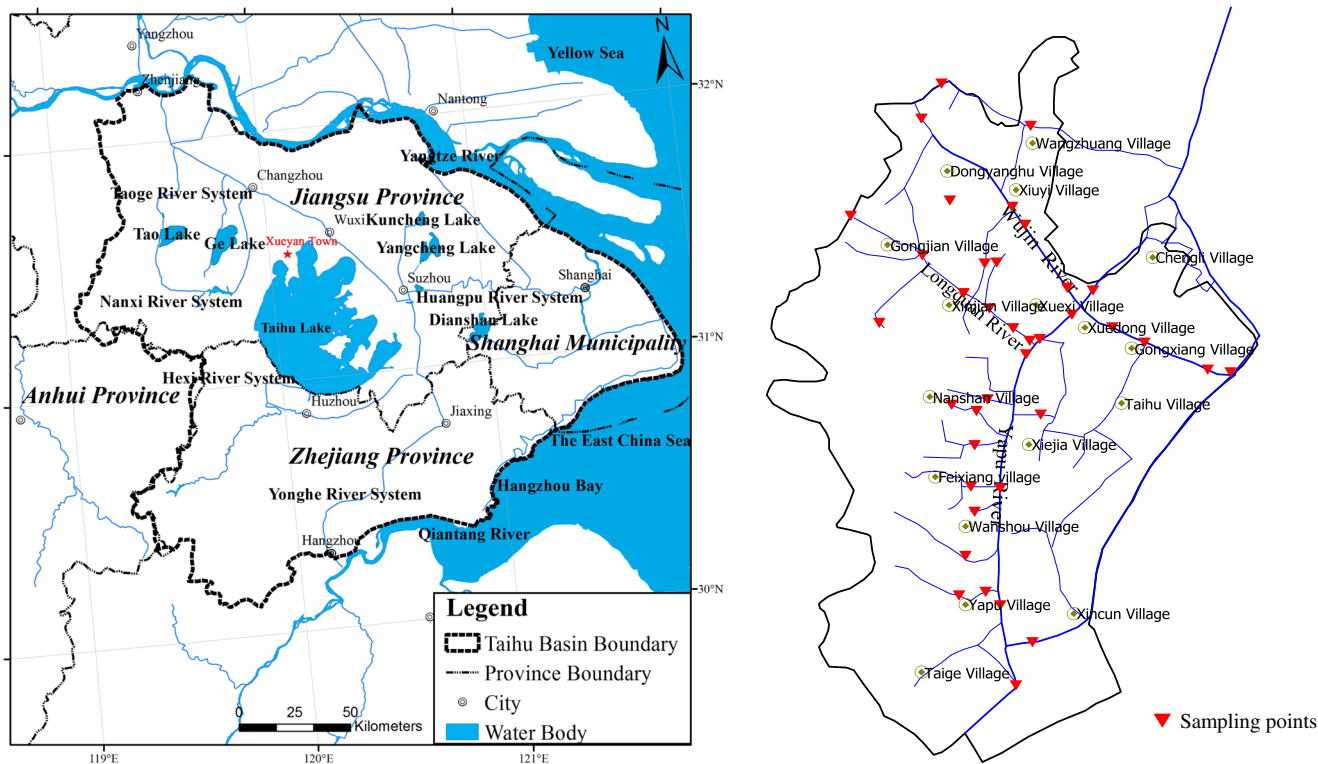 Yangzhou
Yellow Sea
N
Zhenjiang
32°N
Nantong
Yangtze River
Changzhou
Taoge River System
Jiangsu Province
Wuxi
Kuncheng Lake
Tao Lake
Ge Lake
Xueyan Town
Yangcheng Lake
Suzhou
Shanghai
Nanxi River System
Huangpu River System
Taihu Lake
Dianshan Lake
31°N
Shanghai Municipality
Hexi River System
Anhui Province
Huzhou
Jiaxing
The East China Sea
Zhejiang Province
Yonghe River System
Hangzhou Bay
Qiantang River
Hangzhou
30°N
Legend
Taihu Basin Boundary
Province Boundary
City
Water Body
0 25 50
Kilometers
119°E
120°E
121°E
Wangzhuang Village
Dongyanghu Village
Xiuyi Village
Wujin River
Gongjian Village
Chengli Village
Longquan River
Xinjian Village
Xuexi Village
Xuedong Village
Gongxiang Village
Nanshan Village
Taihu Village
Yapu River
Xiejia Village
Feixiang village
Wanshou Village
Yapu Village
Xincun Village
Taige Village
Sampling points